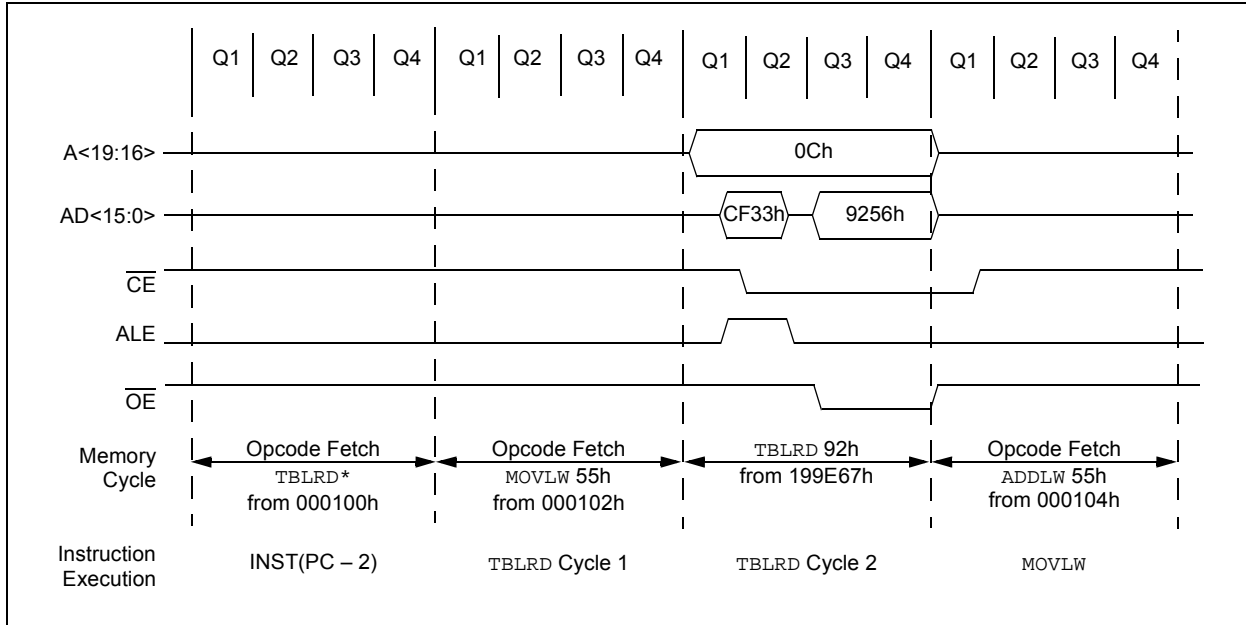 Q1 Q2 Q3 Q4 Q1 Q2 Q3 Q4 Q1 Q2 Q3 Q4 Q1 Q2 Q3 Q4
A<19:16> 0Ch
AD<15:0> CF33h 9256h
CE
ALE
OE
Memory Cycle
Opcode Fetch
TBLRD*
from 000100h
Opcode Fetch
MOVLW 55h
from 000102h
TBLRD 92h
from 199E67h
Opcode Fetch
ADDLW 55h
from 000104h
Instruction
Execution
INST(PC – 2)
TBLRD Cycle 1
TBLRD Cycle 2
MOVLW